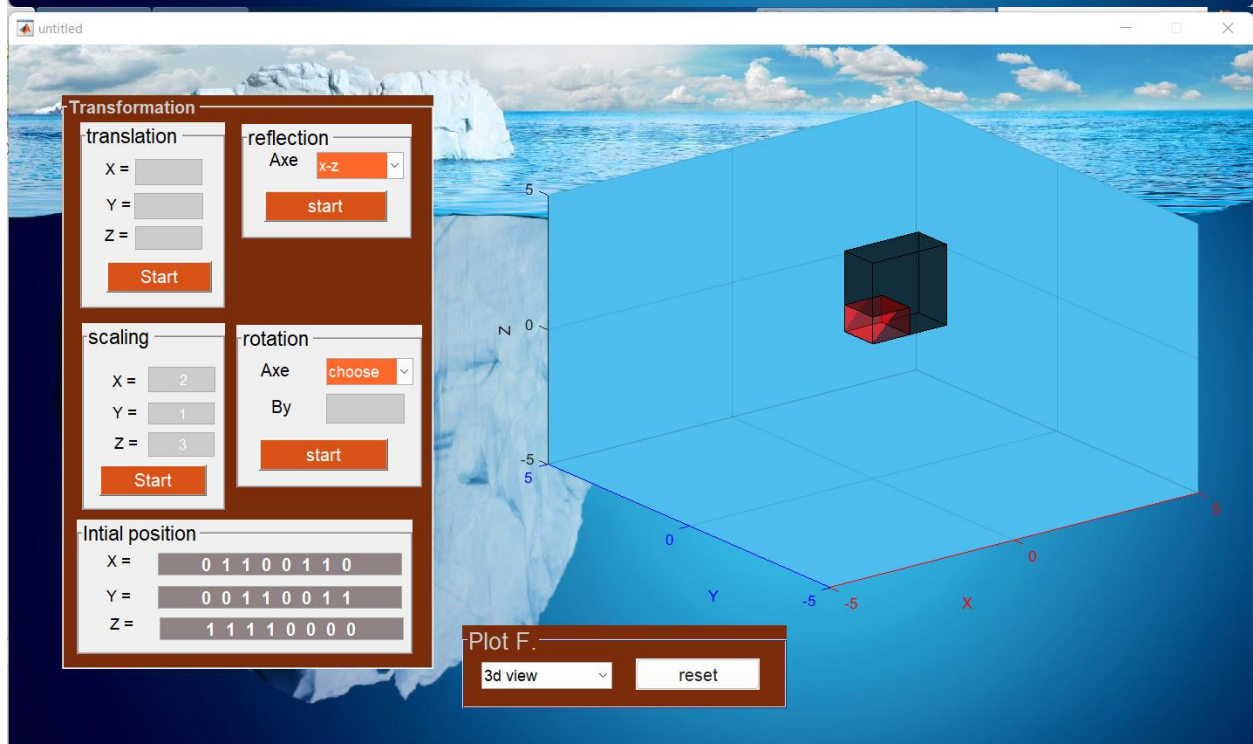 untitled
Transformation
translation
X =
Y =
Z =
Start
reflection
Axe x-z
start
scaling
X = 2
Y = 1
Z = 3
Start
rotation
Axe choose
By
start
Intial position
X = 0 1 1 0 0 1 1 0
Y = 0 0 1 1 0 0 1 1
Z = 1 1 1 1 0 0 0 0
5
Z 0
-5
5
0
Y
-5
-5
X
0
5
Plot F.
3d view reset